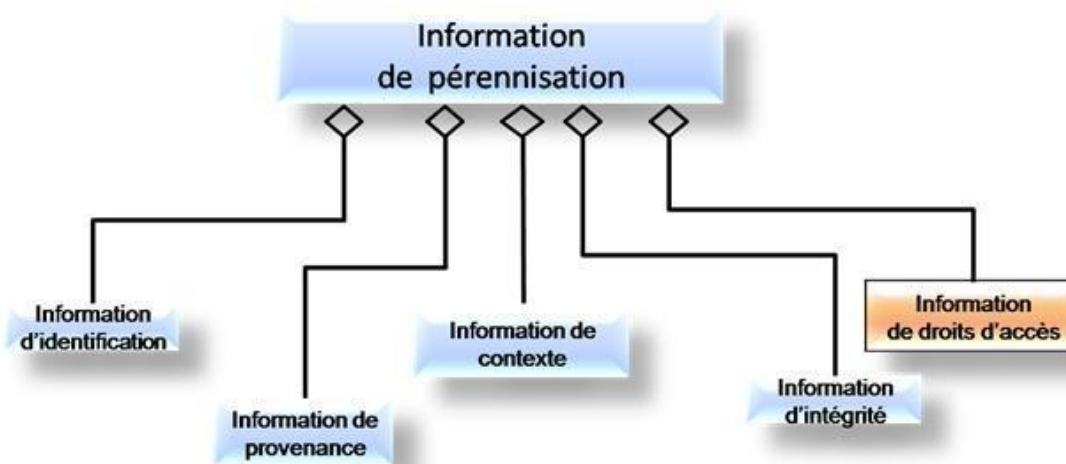 Information
de pérennisation
Information
d'identification
Information de
provenance
Information de
contexte
Information
d'intégrité
Information
de droits d'accès